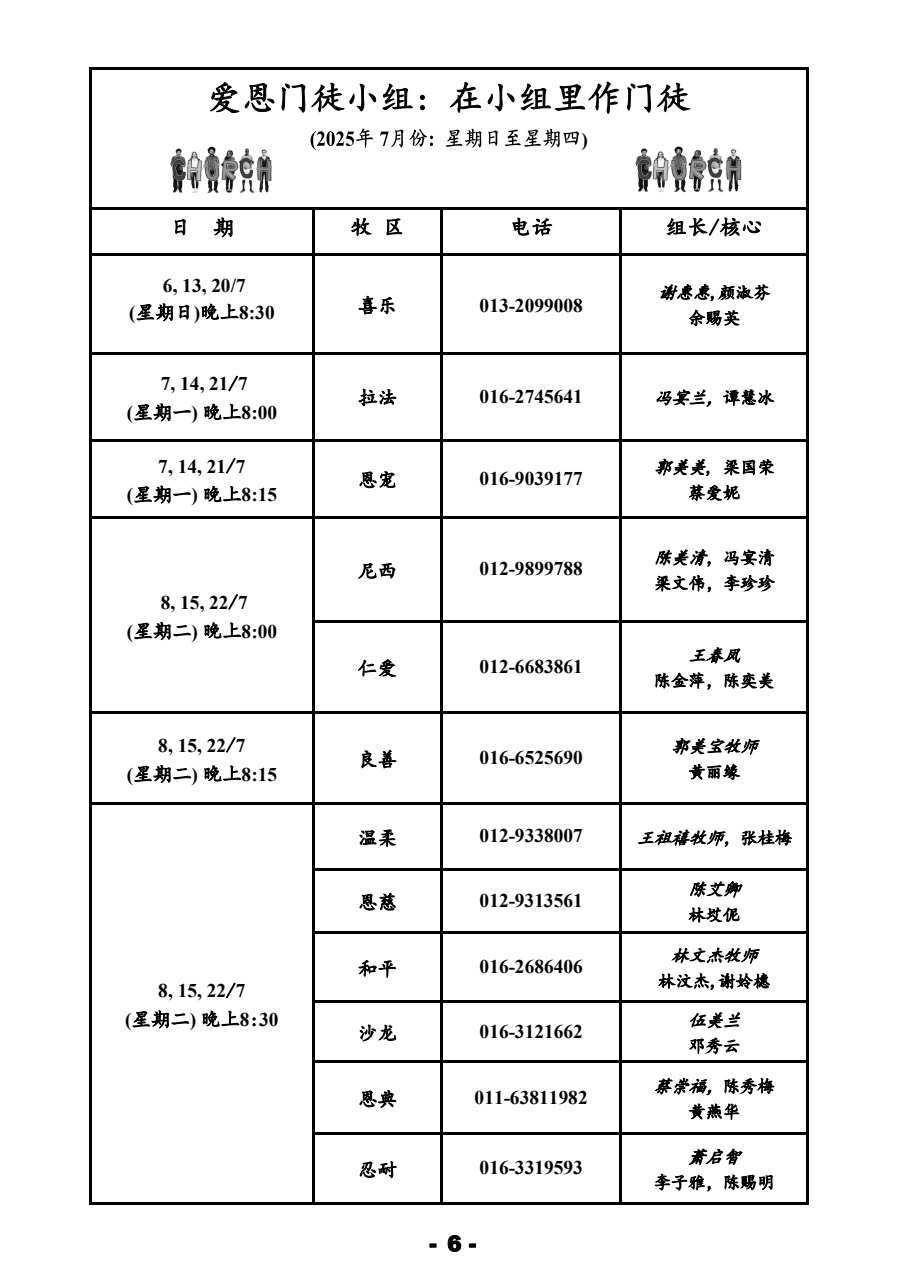 爱恩门徒小组：在小组里作门徒
(2025年 7月份：星期日至星期四)
CHURCH CHURCH
日 期 牧 区 电话 组长/核心
6, 13, 20/7
(星期日)晚上8:30
喜乐
013-2099008
谢惠惠,颜淑芬
余赐英
7, 14, 21/7
(星期一) 晚上8:00
拉法
016-2745641
冯宴兰，谭慧冰
7, 14, 21/7
(星期一) 晚上8:15
恩宠
016-9039177
郭美美，梁国荣
蔡爱妮
8, 15, 22/7
(星期二) 晚上8:00
尼西
012-9899788
陈美清，冯宴清
梁文伟，李珍珍
仁爱
012-6683861
王春凤
陈金萍，陈奕美
8, 15, 22/7
(星期二) 晚上8:15
良善
016-6525690
郭美宝牧师
黄丽缘
8, 15, 22/7
(星期二) 晚上8:30
温柔
012-9338007
王祖禧牧师，张桂梅
恩慈
012-9313561
陈艾卿
林垵伲
和平
016-2686406
林文杰牧师
林汶杰,谢姈橞
沙龙
016-3121662
伍美兰
邓秀云
恩典
011-63811982
蔡崇福，陈秀梅
黄燕华
忍耐
016-3319593
萧启智
李子雅，陈赐明
- 6 -